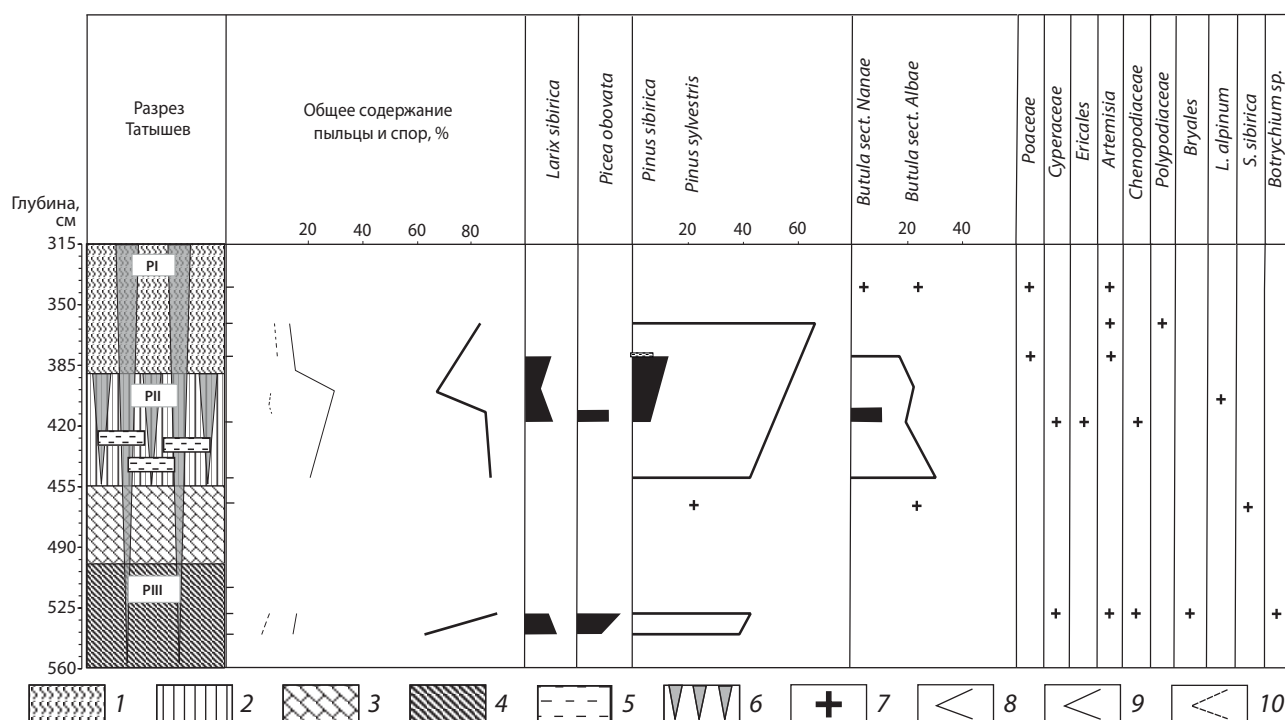 Разрез
Татышев
Общее содержание
пыльцы и спор, %
Larix sibirica
Picea obovata
Pinus sibirica
Pinus sylvestris
Butula sect. Nanae
Butula sect. Albae
Poaceae
Cyperaceae
Ericales
Artemisia
Chenopodiaceae
Polypodiaceae
Bryales
L. alpinum
S. sibirica
Botrychium sp.
Глубина,
см
20 40 60 80
20 40 60
20 40
315
350
385
420
455
490
525
560
PI
PII
PIII
1 2 3 4 5 6 7 8 9 10